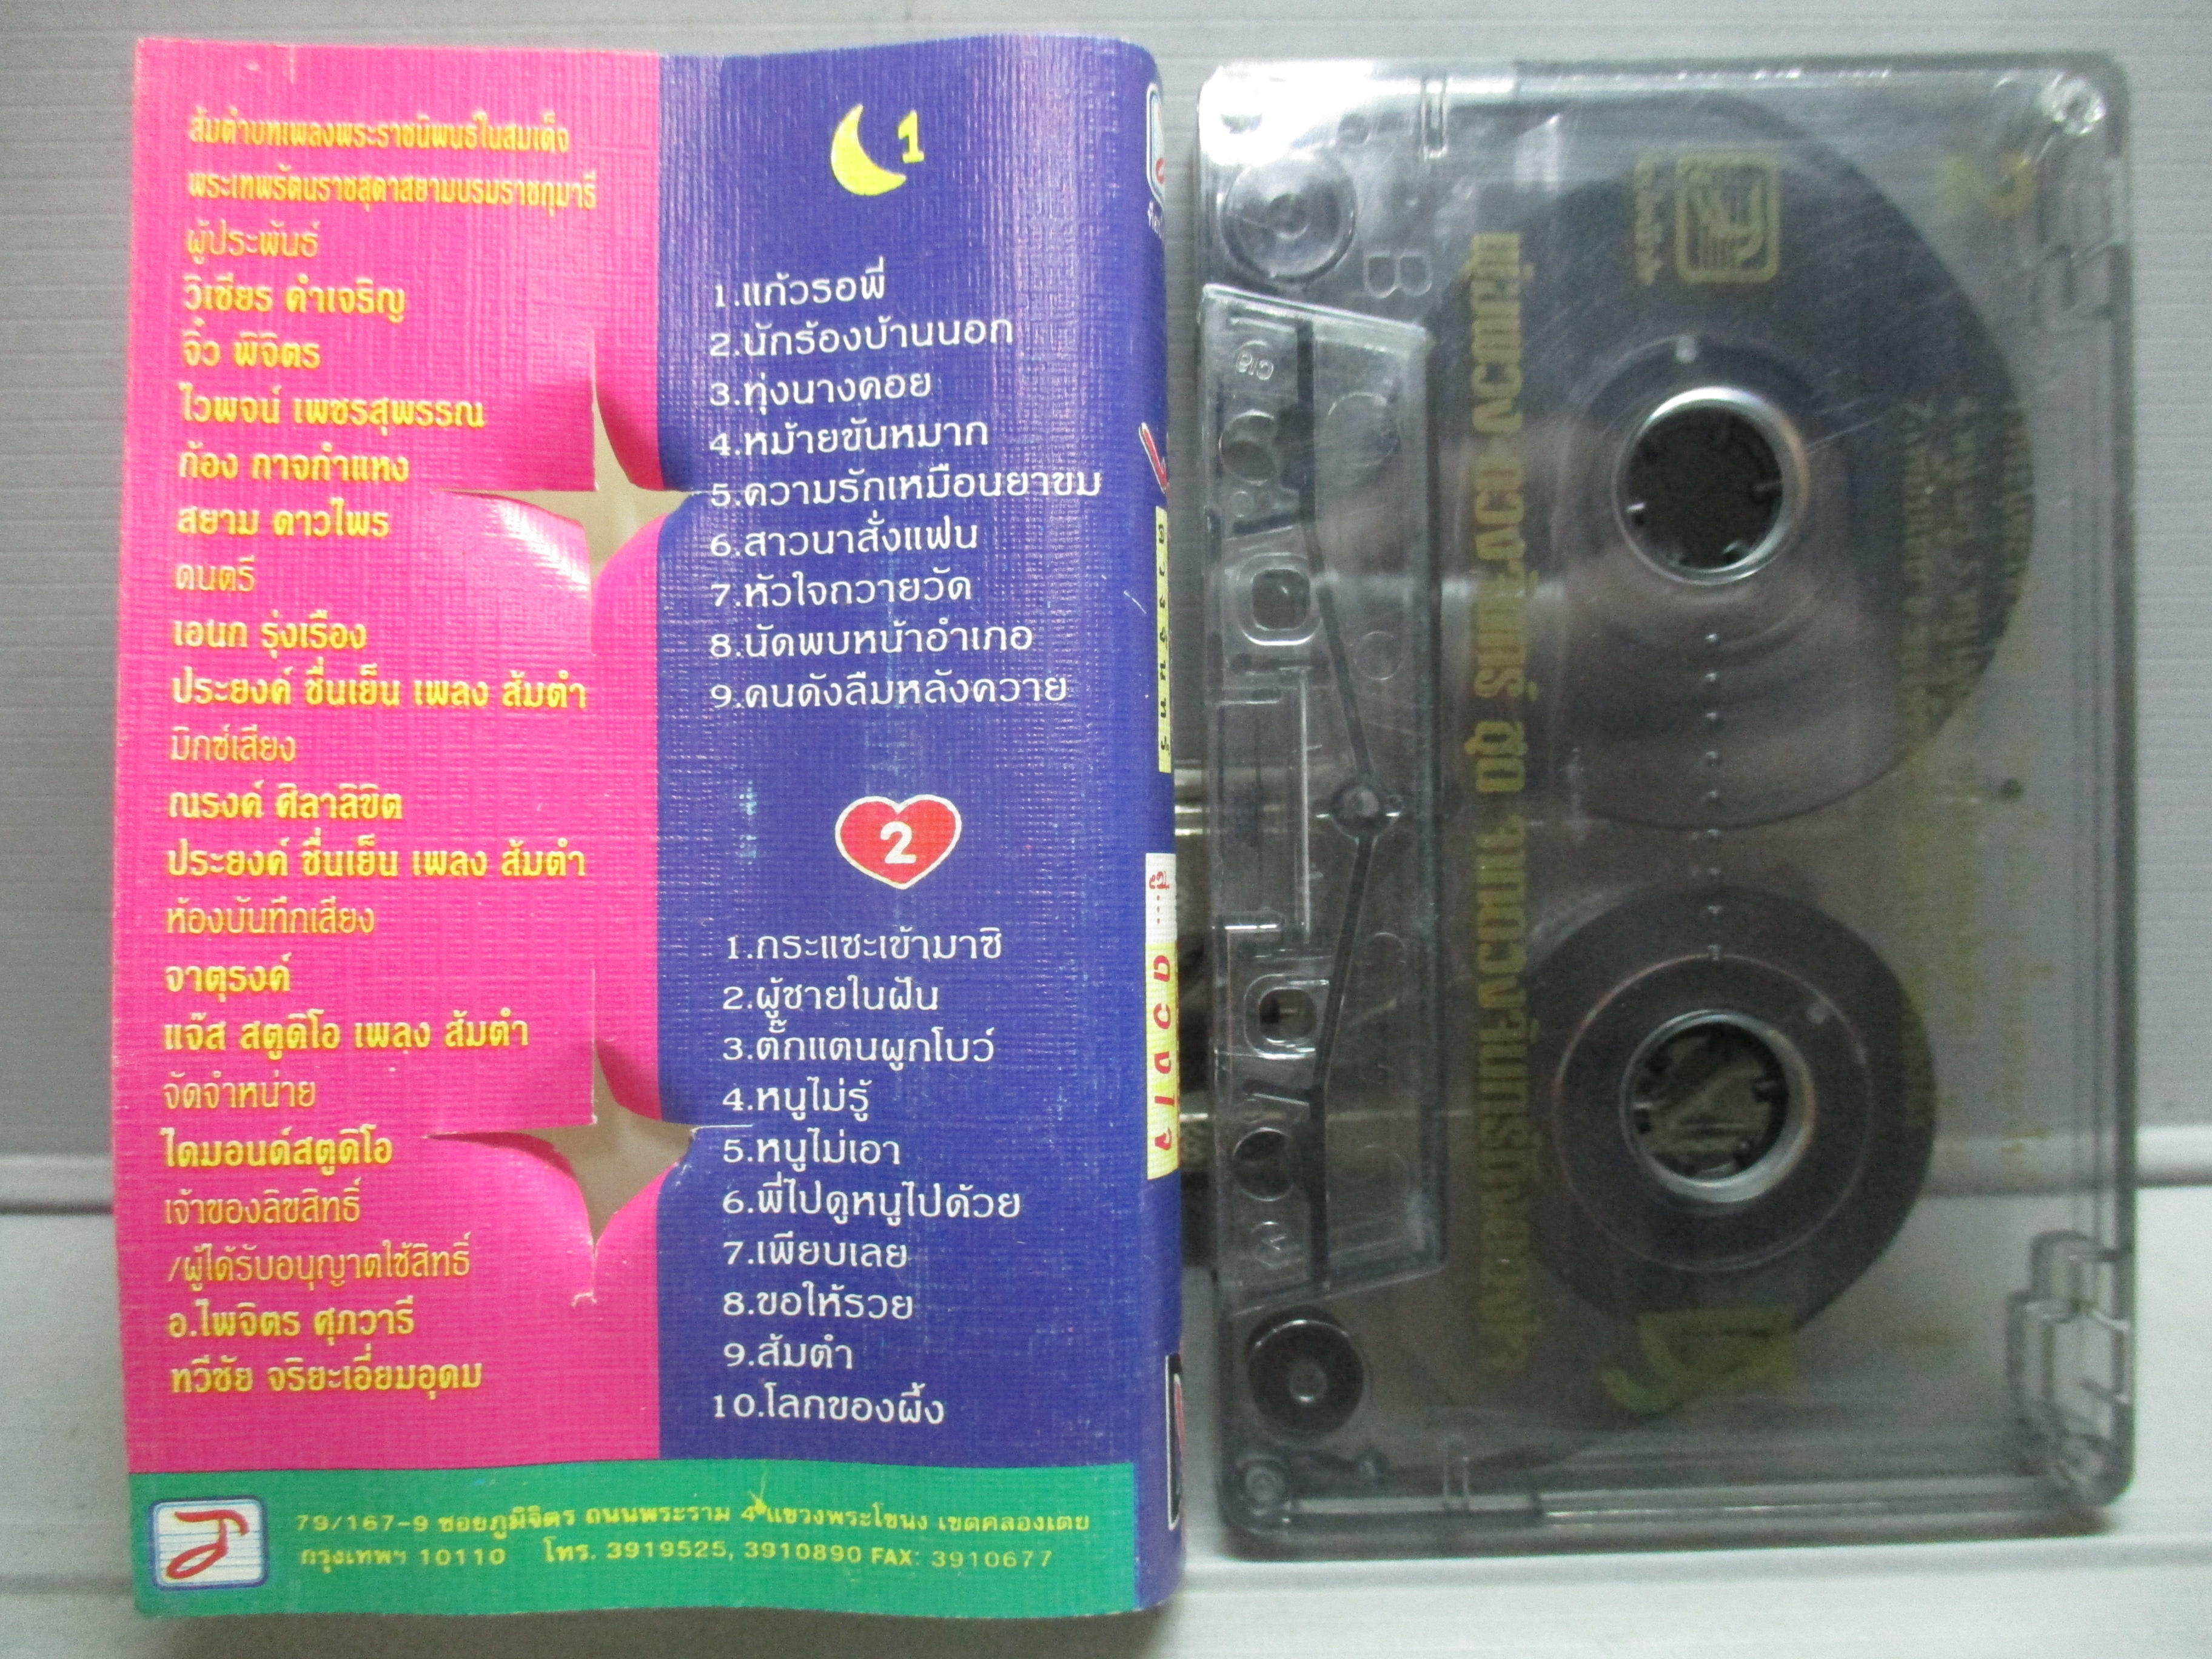 ส้มตำบทเพลงพระราชนิพนธ์ในสมเด็จ
พระเทพรัตนราชสุดาสยามบรมราชกุมารี
ผู้ประพันธ์
วิเชียร คำเจริญ
จิ๋ว พิจิตร
ไวพจน์ เพชรสุพรรณ
ก้อง กาจกำแหง
สยาม ดาวไพร
ดนตรี
เอนก รุ่งเรือง
ประยงค์ ชื่นเย็น เพลง ส้มตำ
มิกซ์เสียง
ณรงค์ ศิลาลิขิต
ประยงค์ ชื่นเย็น เพลง ส้มตำ
ห้องบันทึกเสียง
จาตุรงค์
แจ๊ส สตูดิโอ เพลง ส้มตำ
จัดจำหน่าย
ไดมอนด์สตูดิโอ
เจ้าของลิขสิทธิ์
/ผู้ได้รับอนุญาตใช้สิทธิ์
อ.ไพจิตร ศุภวารี
ทวีชัย จริยะเอี่ยมอุดม
1
1.แก้วรอพี่
2.นักร้องบ้านนอก
3.ทุ่งนางคอย
4.หม้ายขันหมาก
5.ความรักเหมือนยาขม
6.สาวนาสั่งแฟน
7.หัวใจถวายวัด
8.นัดพบหน้าอำเภอ
9.คนดังลืมหลังควาย
2
1.กระแซะเข้ามาซิ
2.ผู้ชายในฝัน
3.ตั๊กแตนผูกโบว์
4.หนูไม่รู้
5.หนูไม่เอา
6.พี่ไปดูหนูไปด้วย
7.เพียบเลย
8.ขอให้รวย
9.ส้มตำ
10.โลกของผึ้ง
79/167-9 ซอยภูมิจิตร ถนนพระราม 4 แขวงพระโขนง เขตคลองเตย
กรุงเทพฯ 10110 โทร. 3919525, 3910890 FAX: 3910677
B
2